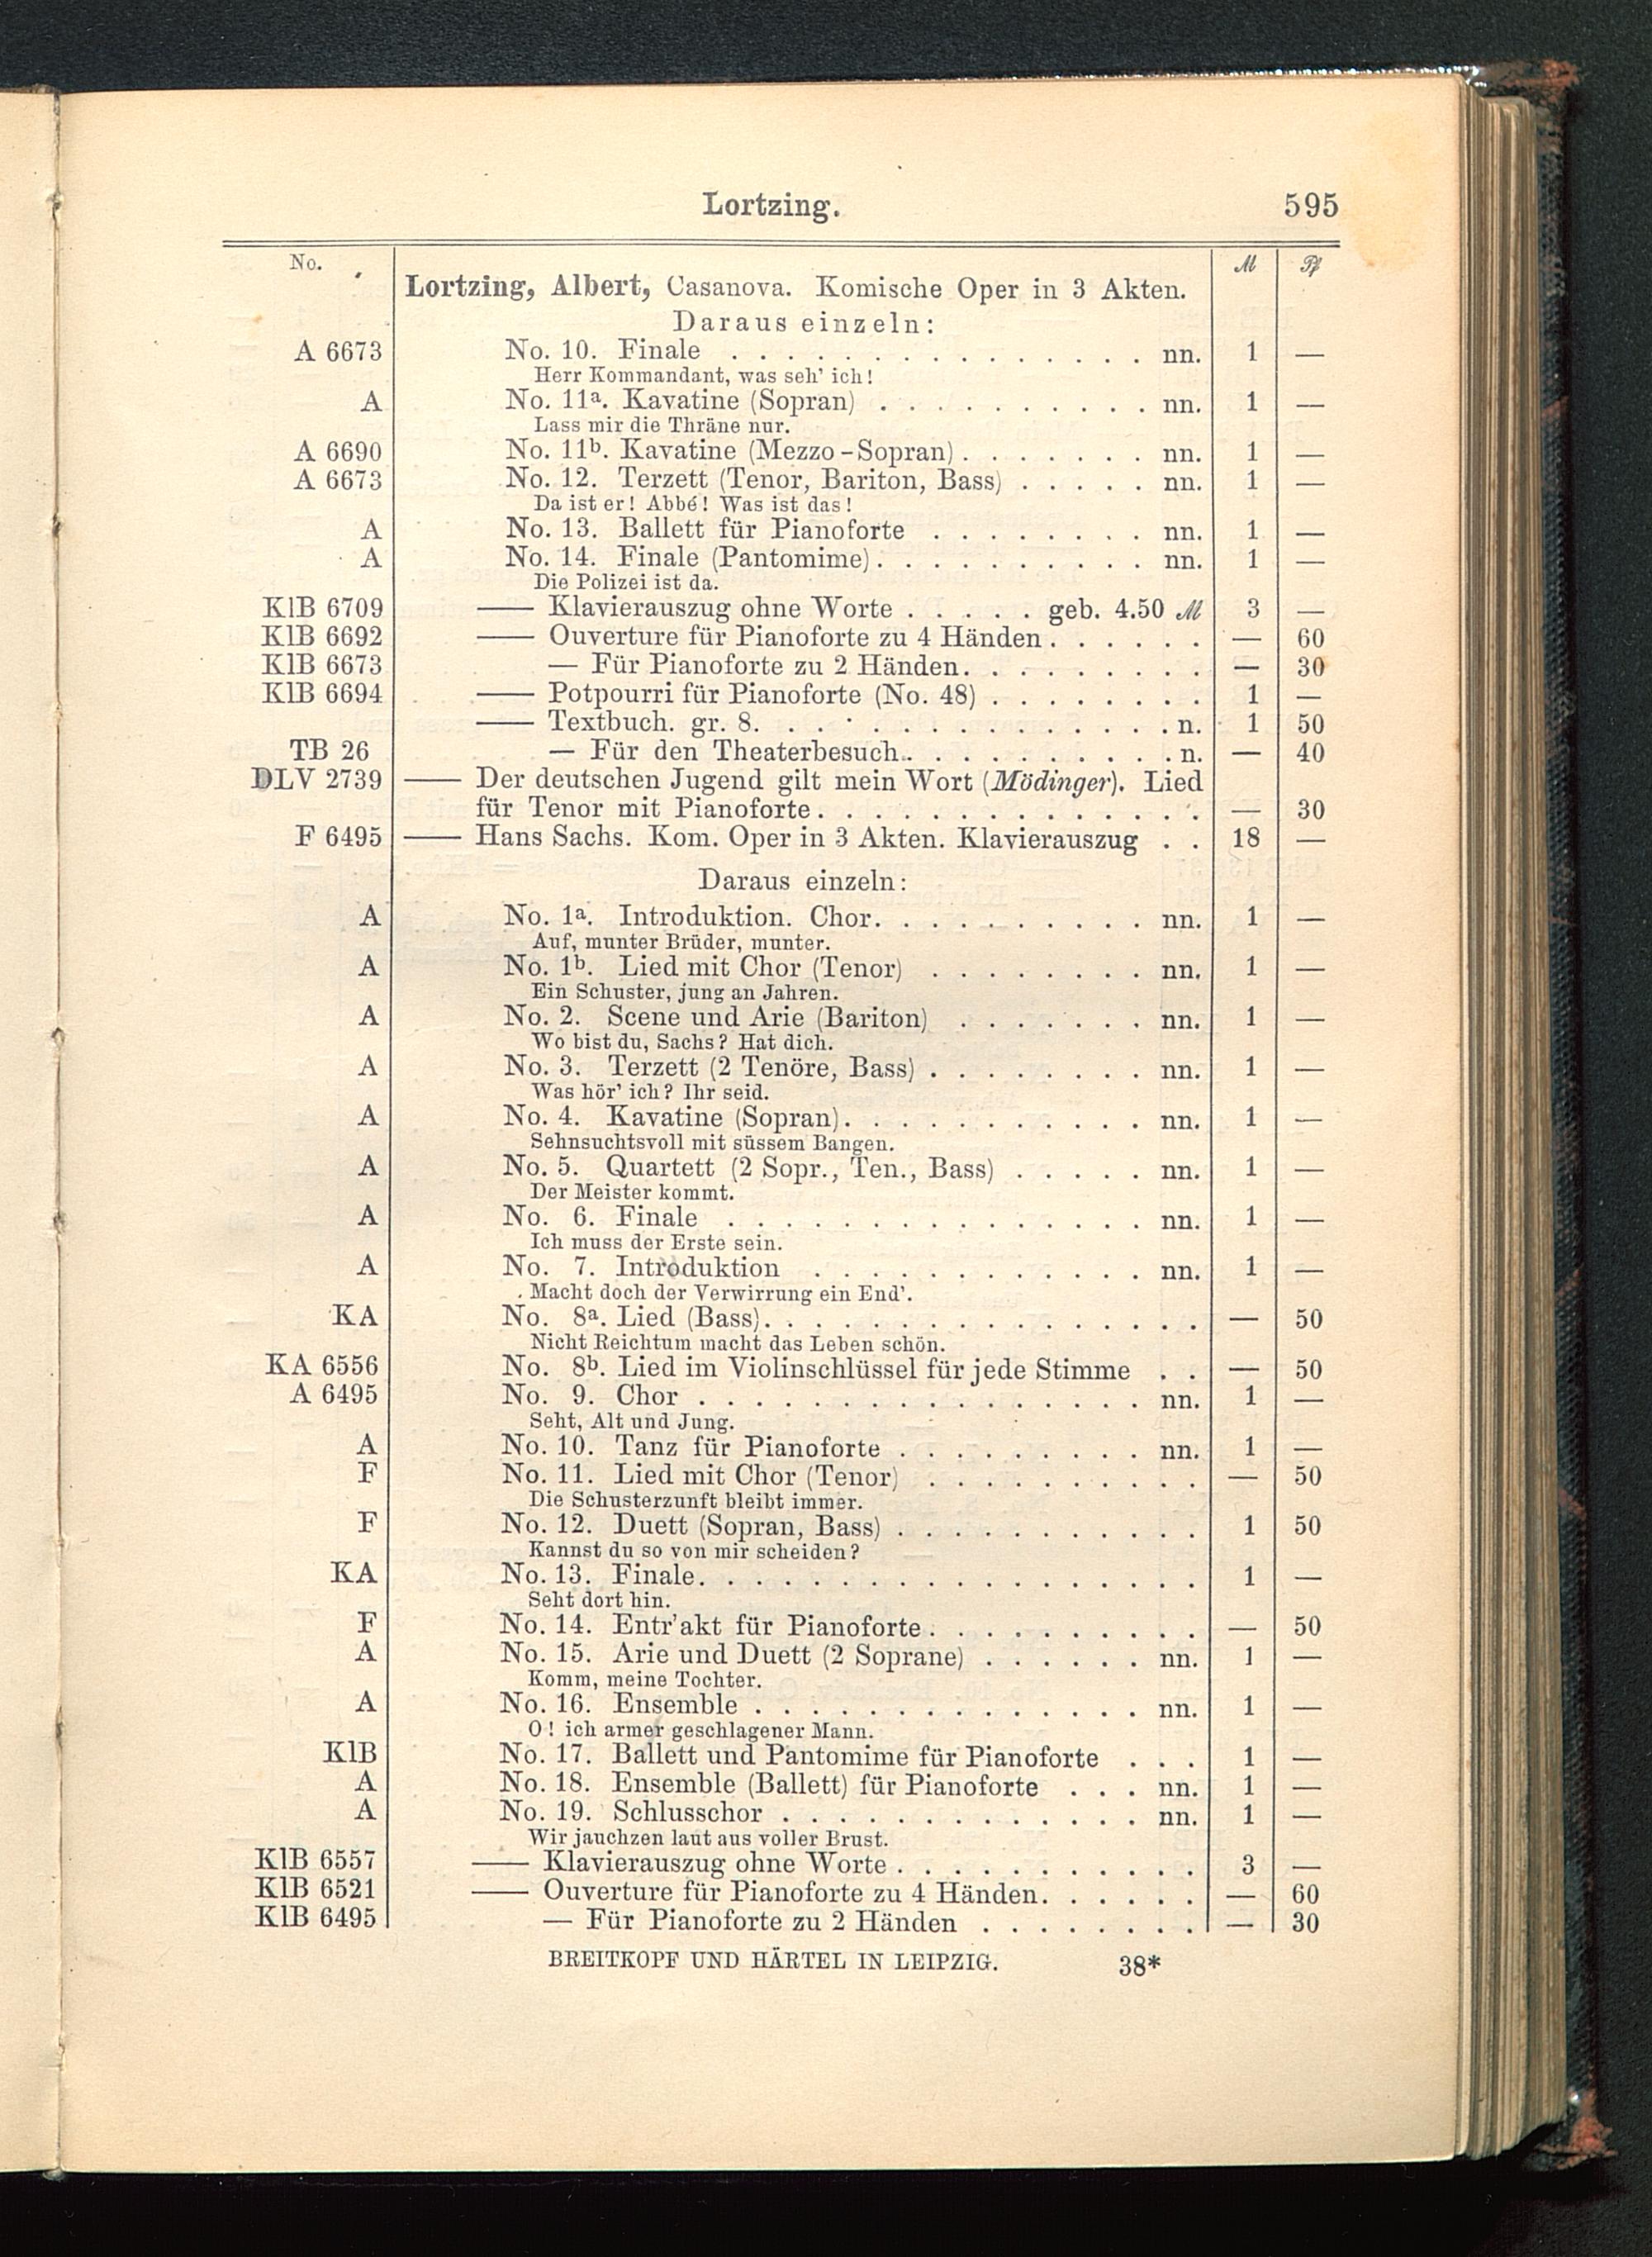 Lortzing. 595
No. M Pf
Lortzing, Albert, Casanova. Komische Oper in 3 Akten.
Daraus einzeln:
A 6673 No. 10. Finale . . . . . . . . . . . . . . . nn. 1 —
Herr Kommandant, was seh' ich!
A No. 11a. Kavatine (Sopran) . . . . . . . . . . nn. 1 —
Lass mir die Thräne nur.
A 6690 No. 11b. Kavatine (Mezzo-Sopran) . . . . . . . nn. 1 —
A 6673 No. 12. Terzett (Tenor, Bariton, Bass) . . . . . nn. 1 —
Da ist er! Abbé! Was ist das!
A No. 13. Ballett für Pianoforte . . . . . . . . nn. 1 —
A No. 14. Finale (Pantomime) . . . . . . . . . . nn. 1 —
Die Polizei ist da.
KlB 6709 —— Klavierauszug ohne Worte . . . . . geb. 4.50 M 3 —
KlB 6692 —— Ouverture für Pianoforte zu 4 Händen . . . . . . — 60
KlB 6673 — Für Pianoforte zu 2 Händen . . . . . . . . . — 30
KlB 6694 —— Potpourri für Pianoforte (No. 48) . . . . . . . . 1 —
—— Textbuch. gr. 8. . . . . . . . . . . . . . . n. 1 50
TB 26 — Für den Theaterbesuch . . . . . . . . . . n. — 40
DLV 2739 —— Der deutschen Jugend gilt mein Wort (Mödinger). Lied
für Tenor mit Pianoforte . . . . . . . . . . . . . . — 30
F 6495 —— Hans Sachs. Kom. Oper in 3 Akten. Klavierauszug . . 18 —
Daraus einzeln:
A No. 1a. Introduktion. Chor . . . . . . . . . . nn. 1 —
Auf, munter Brüder, munter.
A No. 1b. Lied mit Chor (Tenor) . . . . . . . . nn. 1 —
Ein Schuster, jung an Jahren.
A No. 2. Scene und Arie (Bariton) . . . . . . . nn. 1 —
Wo bist du, Sachs? Hat dich.
A No. 3. Terzett (2 Tenöre, Bass) . . . . . . . . nn. 1 —
Was hör' ich? Ihr seid.
A No. 4. Kavatine (Sopran) . . . . . . . . . . . nn. 1 —
Sehnsuchtsvoll mit süssem Bangen.
A No. 5. Quartett (2 Sopr., Ten., Bass) . . . . . nn. 1 —
Der Meister kommt.
A No. 6. Finale . . . . . . . . . . . . . . . nn. 1 —
Ich muss der Erste sein.
A No. 7. Introduktion . . . . . . . . . . . . nn. 1 —
Macht doch der Verwirrung ein End'.
KA No. 8a. Lied (Bass) . . . . . . . . . . . . . . . . — 50
Nicht Reichtum macht das Leben schön.
KA 6556 No. 8b. Lied im Violinschlüssel für jede Stimme . . — 50
A 6495 No. 9. Chor . . . . . . . . . . . . . . . . nn. 1 —
Seht, Alt und Jung.
A No. 10. Tanz für Pianoforte . . . . . . . . . nn. 1 —
F No. 11. Lied mit Chor (Tenor) . . . . . . . . . . — 50
Die Schusterzunft bleibt immer.
F No. 12. Duett (Sopran, Bass) . . . . . . . . . . . 1 50
Kannst du so von mir scheiden?
KA No. 13. Finale . . . . . . . . . . . . . . . . . . 1 —
Seht dort hin.
F No. 14. Entr'akt für Pianoforte . . . . . . . . . . — 50
A No. 15. Arie und Duett (2 Soprane) . . . . . . nn. 1 —
Komm, meine Tochter.
A No. 16. Ensemble . . . . . . . . . . . . . . nn. 1 —
O! ich armer geschlagener Mann.
KlB No. 17. Ballett und Pantomime für Pianoforte . . . 1 —
A No. 18. Ensemble (Ballett) für Pianoforte . . . nn. 1 —
A No. 19. Schlusschor . . . . . . . . . . . . . nn. 1 —
Wir jauchzen laut aus voller Brust.
KlB 6557 —— Klavierauszug ohne Worte . . . . . . . . . . . 3 —
KlB 6521 —— Ouverture für Pianoforte zu 4 Händen . . . . . . — 60
KlB 6495 — Für Pianoforte zu 2 Händen . . . . . . . . — 30
BREITKOPF UND HÄRTEL IN LEIPZIG. 38*